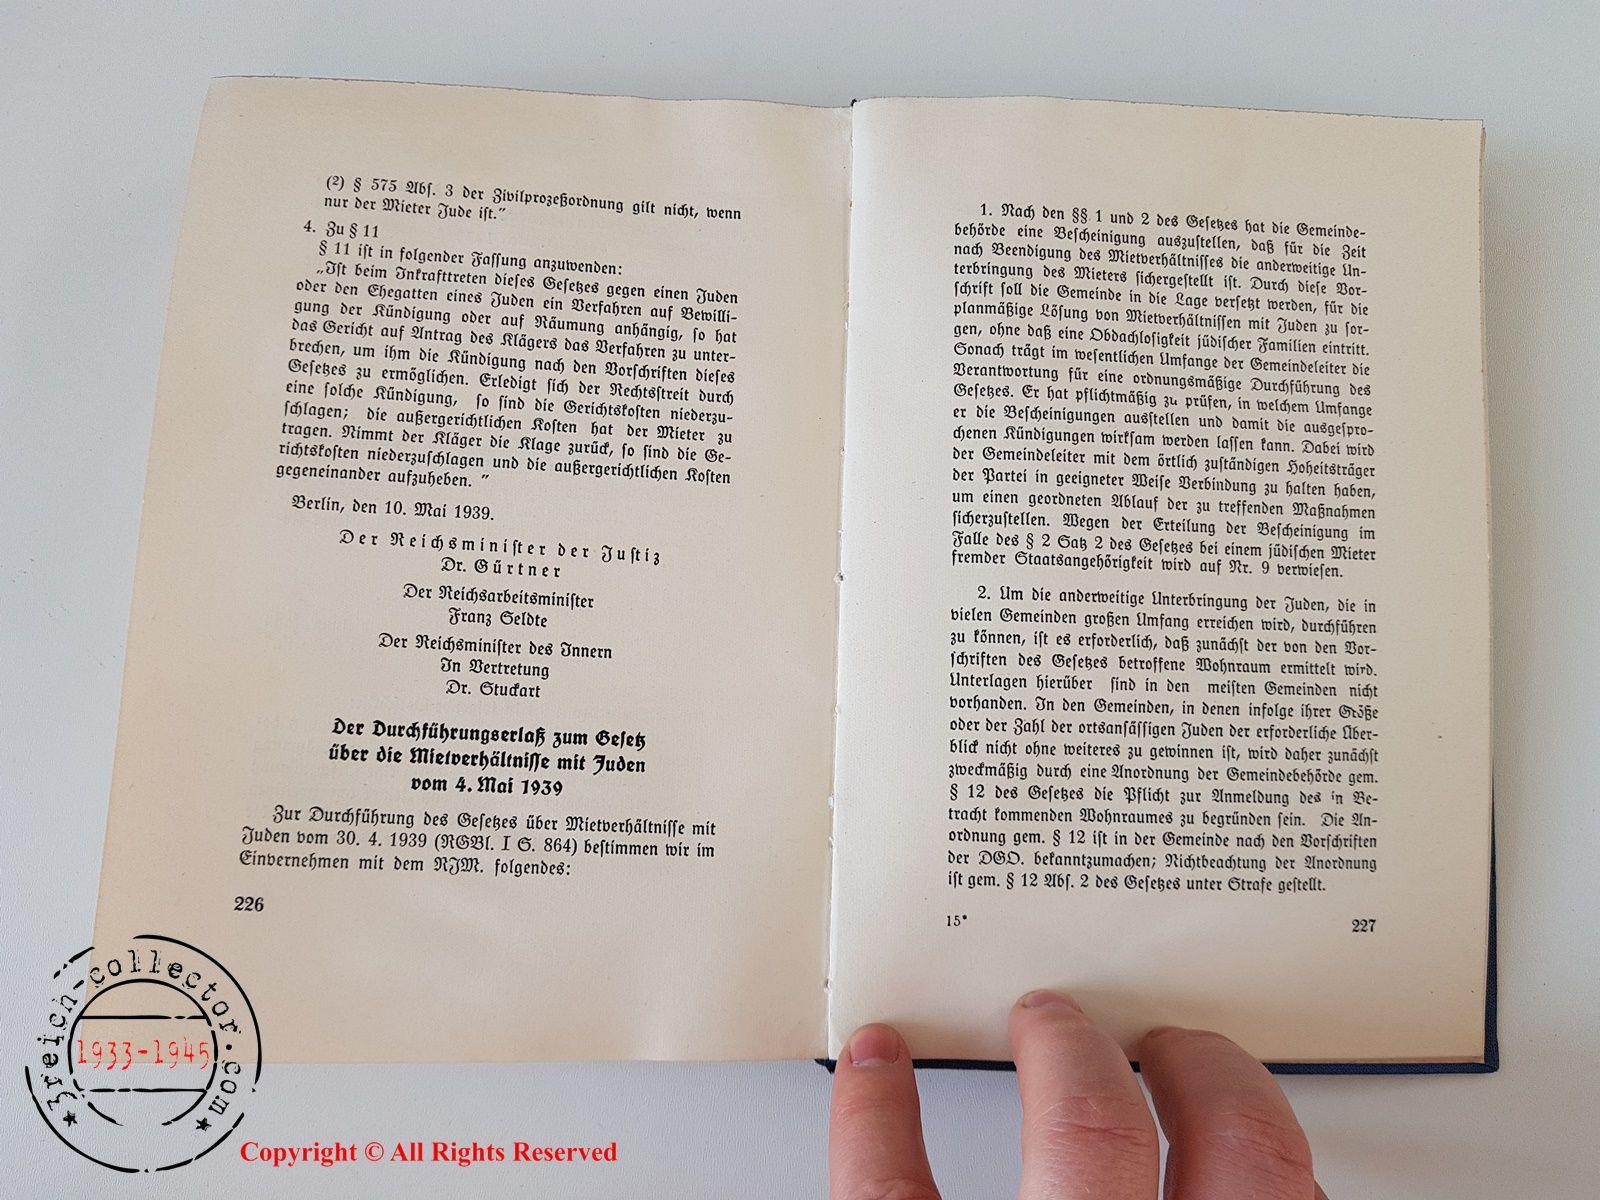 (2) § 575 Abs. 3 der Zivilprozeßordnung gilt nicht, wenn
nur der Mieter Jude ist.“
4. Zu § 11
§ 11 ist in folgender Fassung anzuwenden:
„Ist beim Inkrafttreten dieses Gesetzes gegen einen Juden
oder den Ehegatten eines Juden ein Verfahren auf Bewilli-
gung der Kündigung oder auf Räumung anhängig, so hat
das Gericht auf Antrag des Klägers das Verfahren zu unter-
brechen, um ihm die Kündigung nach den Vorschriften dieses
Gesetzes zu ermöglichen. Erledigt sich der Rechtsstreit durch
eine solche Kündigung, so sind die Gerichtskosten niederzu-
schlagen; die außergerichtlichen Kosten hat der Mieter zu
tragen. Nimmt der Kläger die Klage zurück, so sind die Ge-
richtskosten niederzuschlagen und die außergerichtlichen Kosten
gegeneinander aufzuheben. “
Berlin, den 10. Mai 1939.
Der Reichsminister der Justiz
Dr. Gürtner
Der Reichsarbeitsminister
Franz Seldte
Der Reichsminister des Innern
In Vertretung
Dr. Stuckart
Der Durchführungserlaß zum Gesetz
über die Mietverhältnisse mit Juden
vom 4. Mai 1939
Zur Durchführung des Gesetzes über Mietverhältnisse mit
Juden vom 30. 4. 1939 (RGBl. I S. 864) bestimmen wir im
Einvernehmen mit dem RJM. folgendes:
226
1. Nach den §§ 1 und 2 des Gesetzes hat die Gemeinde-
behörde eine Bescheinigung auszustellen, daß für die Zeit
nach Beendigung des Mietverhältnisses die anderweitige Un-
terbringung des Mieters sichergestellt ist. Durch diese Vor-
schrift soll die Gemeinde in die Lage versetzt werden, für die
planmäßige Lösung von Mietverhältnissen mit Juden zu sor-
gen, ohne daß eine Obdachlosigkeit jüdischer Familien eintritt.
Sonach trägt im wesentlichen Umfange der Gemeindeleiter die
Verantwortung für eine ordnungsmäßige Durchführung des
Gesetzes. Er hat pflichtmäßig zu prüfen, in welchem Umfange
er die Bescheinigungen ausstellen und damit die ausgespro-
chenen Kündigungen wirksam werden lassen kann. Dabei wird
der Gemeindeleiter mit dem örtlich zuständigen Hoheitsträger
der Partei in geeigneter Weise Verbindung zu halten haben,
um einen geordneten Ablauf der zu treffenden Maßnahmen
sicherzustellen. Wegen der Erteilung der Bescheinigung im
Falle des § 2 Satz 2 des Gesetzes bei einem jüdischen Mieter
fremder Staatsangehörigkeit wird auf Nr. 9 verwiesen.
2. Um die anderweitige Unterbringung der Juden, die in
vielen Gemeinden großen Umfang erreichen wird, durchführen
zu können, ist es erforderlich, daß zunächst der von den Vor-
schriften des Gesetzes betroffene Wohnraum ermittelt wird.
Unterlagen hierüber sind in den meisten Gemeinden nicht
vorhanden. In den Gemeinden, in denen infolge ihrer Größe
oder der Zahl der ortsansässigen Juden der erforderliche Über-
blick nicht ohne weiteres zu gewinnen ist, wird daher zunächst
zweckmäßig durch eine Anordnung der Gemeindebehörde gem.
§ 12 des Gesetzes die Pflicht zur Anmeldung des in Be-
tracht kommenden Wohnraumes zu begründen sein. Die An-
ordnung gem. § 12 ist in der Gemeinde nach den Vorschriften
der DGO. bekanntzumachen; Nichtbeachtung der Anordnung
ist gem. § 12 Abs. 2 des Gesetzes unter Strafe gestellt.
15*
227
3reich-collector.com
1933-1945
Copyright © All Rights Reserved